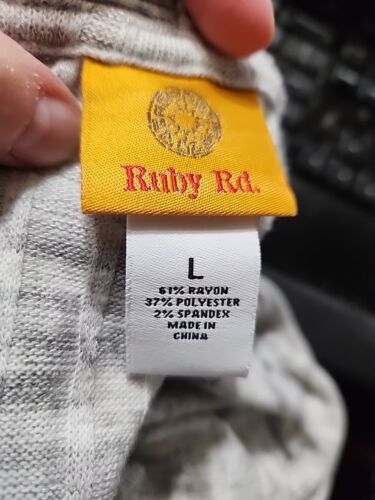 Ruby Rd.
L
61% RAYON
37% POLYESTER
2% SPANDEX
MADE IN
CHINA